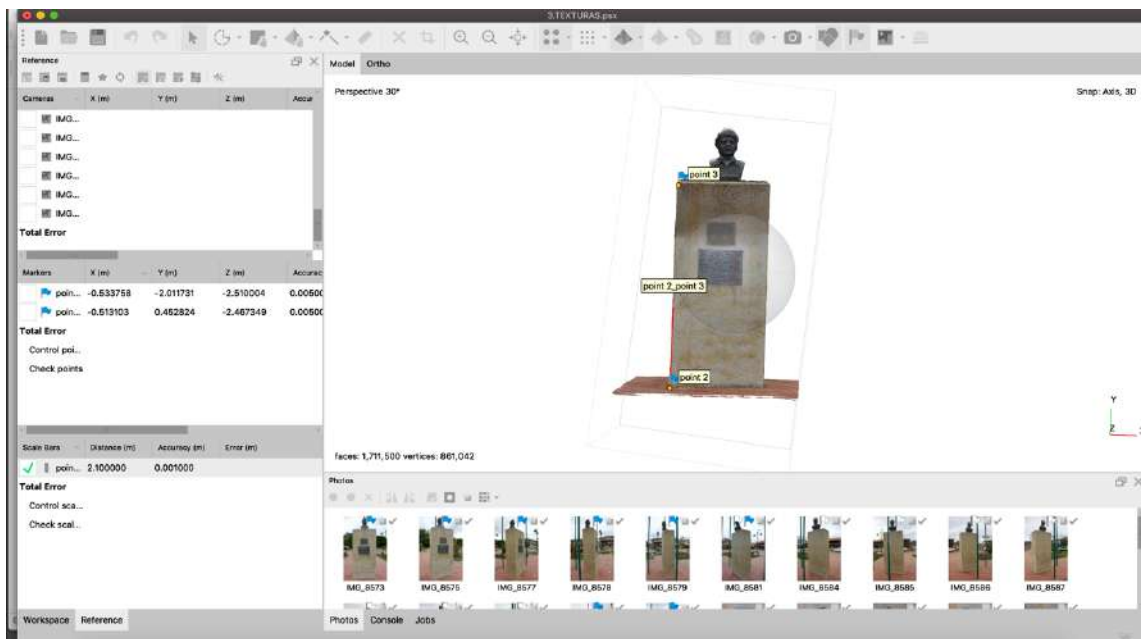 3.TEXTURAS.psx
Reference
Model Ortho
Cameras X (m) Y (m) Z (m) Accur
Perspective 30°
Snap: Axis, 3D
IMG...
IMG...
IMG...
IMG...
IMG...
IMG...
Total Error
point 3
Markers X (m) Y (m) Z (m) Accurac
poin... -0.533758 -2.011731 -2.510004 0.00500
poin... -0.513103 0.452824 -2.467349 0.00500
point 2_point 3
Total Error
Control poi...
Check points
point 2
Y
Z
Scale Bars Distance (m) Accuracy (m) Error (m)
poin... 2.100000 0.001000
faces: 1,711,500 vertices: 861,042
Total Error
Control sca...
Check scal...
Photos
IMG_8573 IMG_8575 IMG_8577 IMG_8578 IMG_8579 IMG_8581 IMG_8584 IMG_8585 IMG_8586 IMG_8587
Workspace Reference
Photos Console Jobs